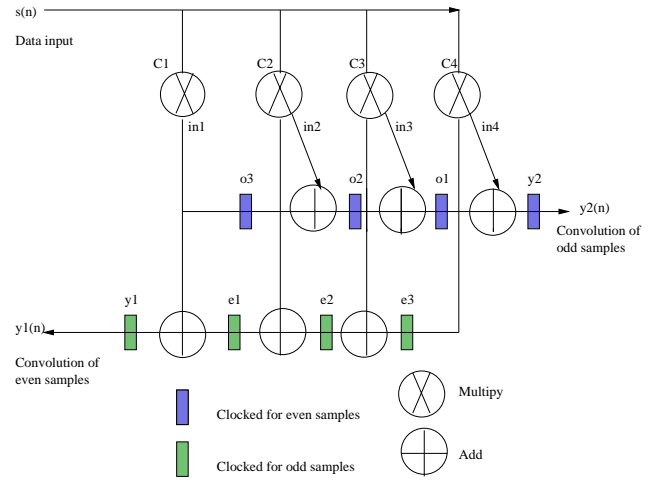 s(n)
Data input
C1
C2
C3
C4
in1
in2
in3
in4
o3
o2
o1
y2
y2(n)
Convolution of
odd samples
y1
e1
e2
e3
y1(n)
Convolution of
even samples
Clocked for even samples
Multipy
Clocked for odd samples
Add